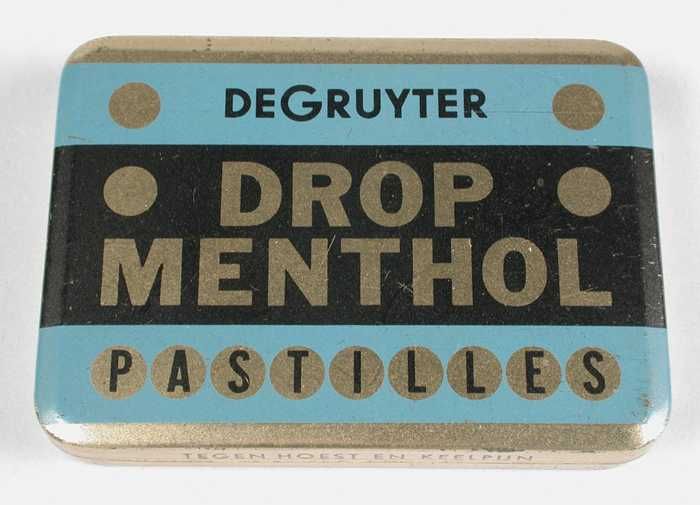 DEGRUYTER
DROP
MENTHOL
PASTILLES
TEGEN HOEST EN KEELPIJN